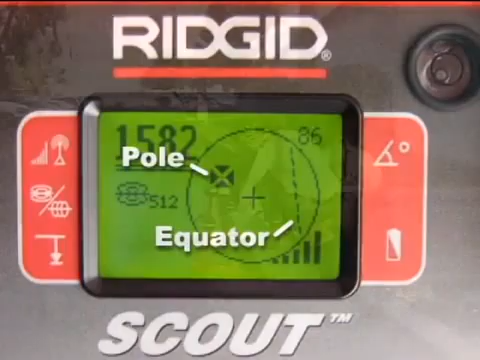 RIDGID®
1582
86
Pole
512
Equator
SCOUT™